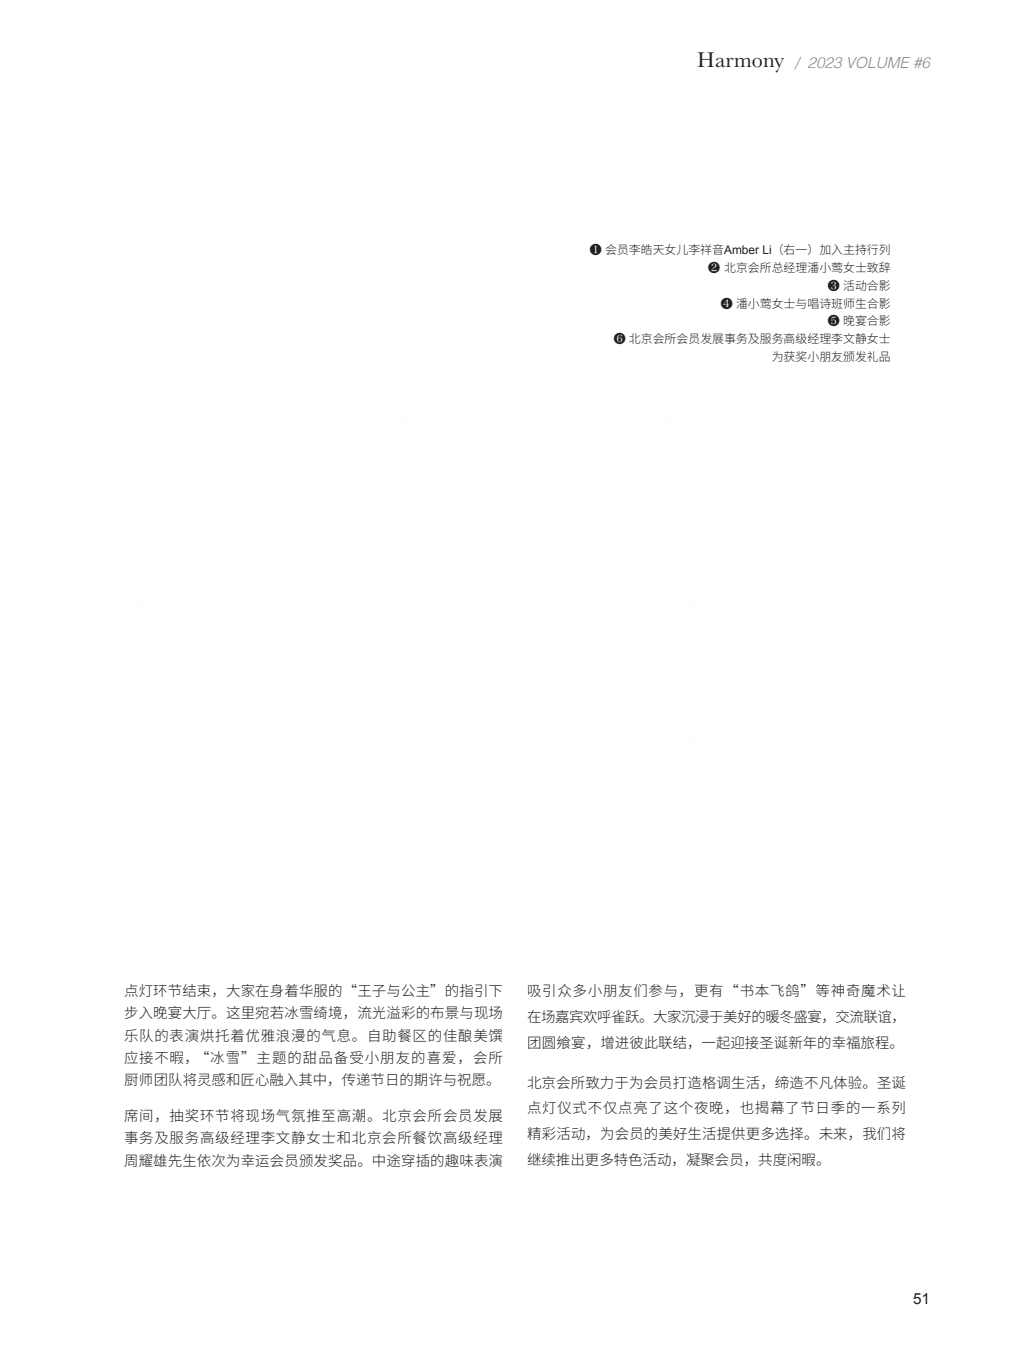 Harmony / 2023 VOLUME #6
❶ 会员李皓天女儿李祥音Amber Li（右一）加入主持行列
❷ 北京会所总经理潘小莺女士致辞
❸ 活动合影
❹ 潘小莺女士与唱诗班师生合影
❺ 晚宴合影
❻ 北京会所会员发展事务及服务高级经理李文静女士
为获奖小朋友颁发礼品
点灯环节结束，大家在身着华服的“王子与公主”的指引下
步入晚宴大厅。这里宛若冰雪绮境，流光溢彩的布景与现场
乐队的表演烘托着优雅浪漫的气息。自助餐区的佳酿美馔
应接不暇，“冰雪”主题的甜品备受小朋友的喜爱，会所
厨师团队将灵感和匠心融入其中，传递节日的期许与祝愿。
席间，抽奖环节将现场气氛推至高潮。北京会所会员发展
事务及服务高级经理李文静女士和北京会所餐饮高级经理
周耀雄先生依次为幸运会员颁发奖品。中途穿插的趣味表演
吸引众多小朋友们参与，更有“书本飞鸽”等神奇魔术让
在场嘉宾欢呼雀跃。大家沉浸于美好的暖冬盛宴，交流联谊，
团圆飨宴，增进彼此联结，一起迎接圣诞新年的幸福旅程。
北京会所致力于为会员打造格调生活，缔造不凡体验。圣诞
点灯仪式不仅点亮了这个夜晚，也揭幕了节日季的一系列
精彩活动，为会员的美好生活提供更多选择。未来，我们将
继续推出更多特色活动，凝聚会员，共度闲暇。
51